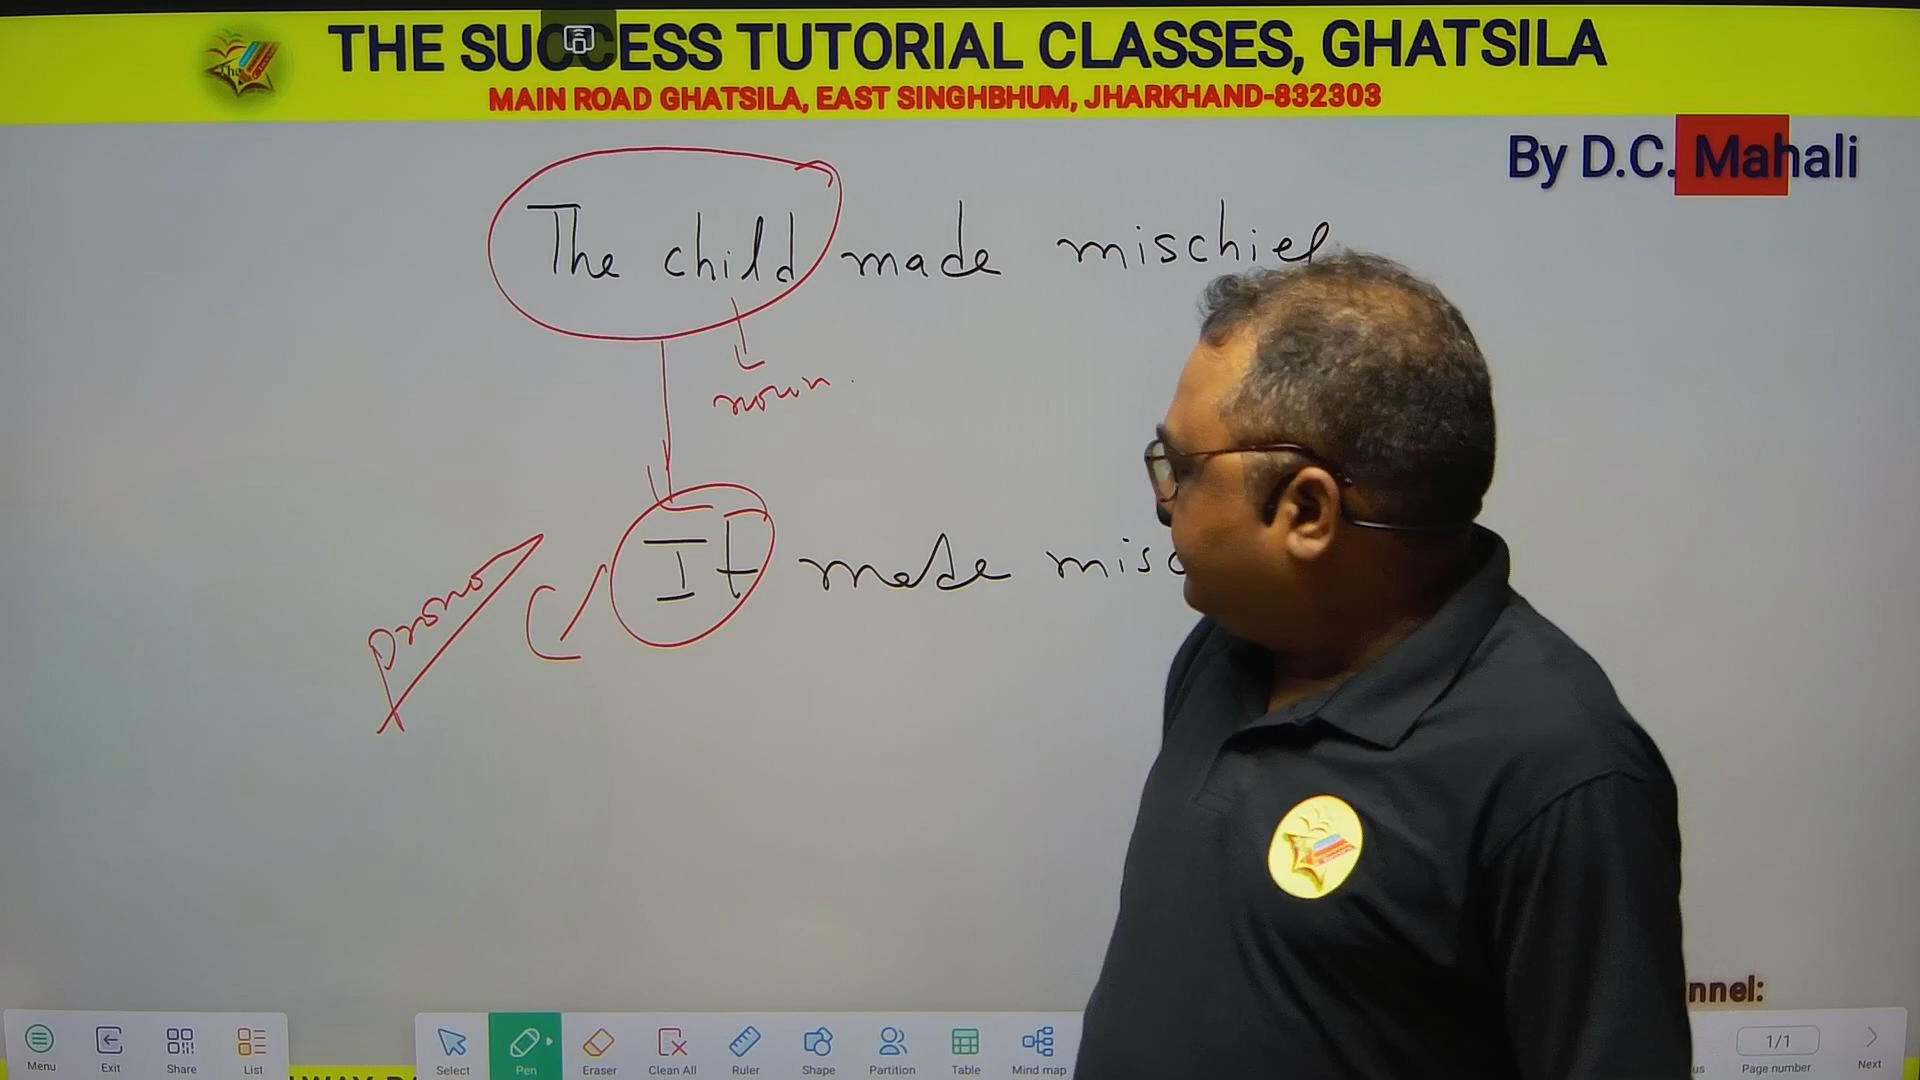 THE SUCCESS TUTORIAL CLASSES, GHATSILA
MAIN ROAD GHATSILA, EAST SINGHBHUM, JHARKHAND-832303
By D.C. Mahali
The child made mischief
noun.
It made misc
prono
nnel:
Menu
Exit
Share
List
Select
Pen
Eraser
Clean All
Ruler
Shape
Partition
Table
Mind map
us
1/1
Page number
Next